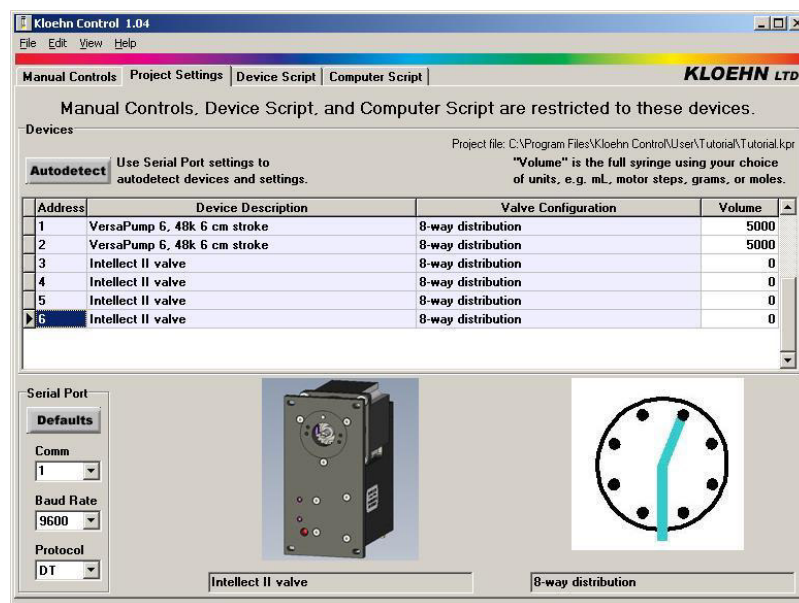 Kloehn Control 1.04
File Edit View Help
Manual Controls Project Settings Device Script Computer Script
KLOEHN LTD
Manual Controls, Device Script, and Computer Script are restricted to these devices.
Devices
Project file: C:\Program Files\Kloehn Control\User\Tutorial\Tutorial.kpr
Autodetect
Use Serial Port settings to
autodetect devices and settings.
"Volume" is the full syringe using your choice
of units, e.g. mL, motor steps, grams, or moles.
Address Device Description Valve Configuration Volume
1 VersaPump 6, 48k 6 cm stroke 8-way distribution 5000
2 VersaPump 6, 48k 6 cm stroke 8-way distribution 5000
3 Intellect II valve 8-way distribution 0
4 Intellect II valve 8-way distribution 0
5 Intellect II valve 8-way distribution 0
6 Intellect II valve 8-way distribution 0
Serial Port
Defaults
Comm
1
Baud Rate
9600
Protocol
DT
Intellect II valve
8-way distribution